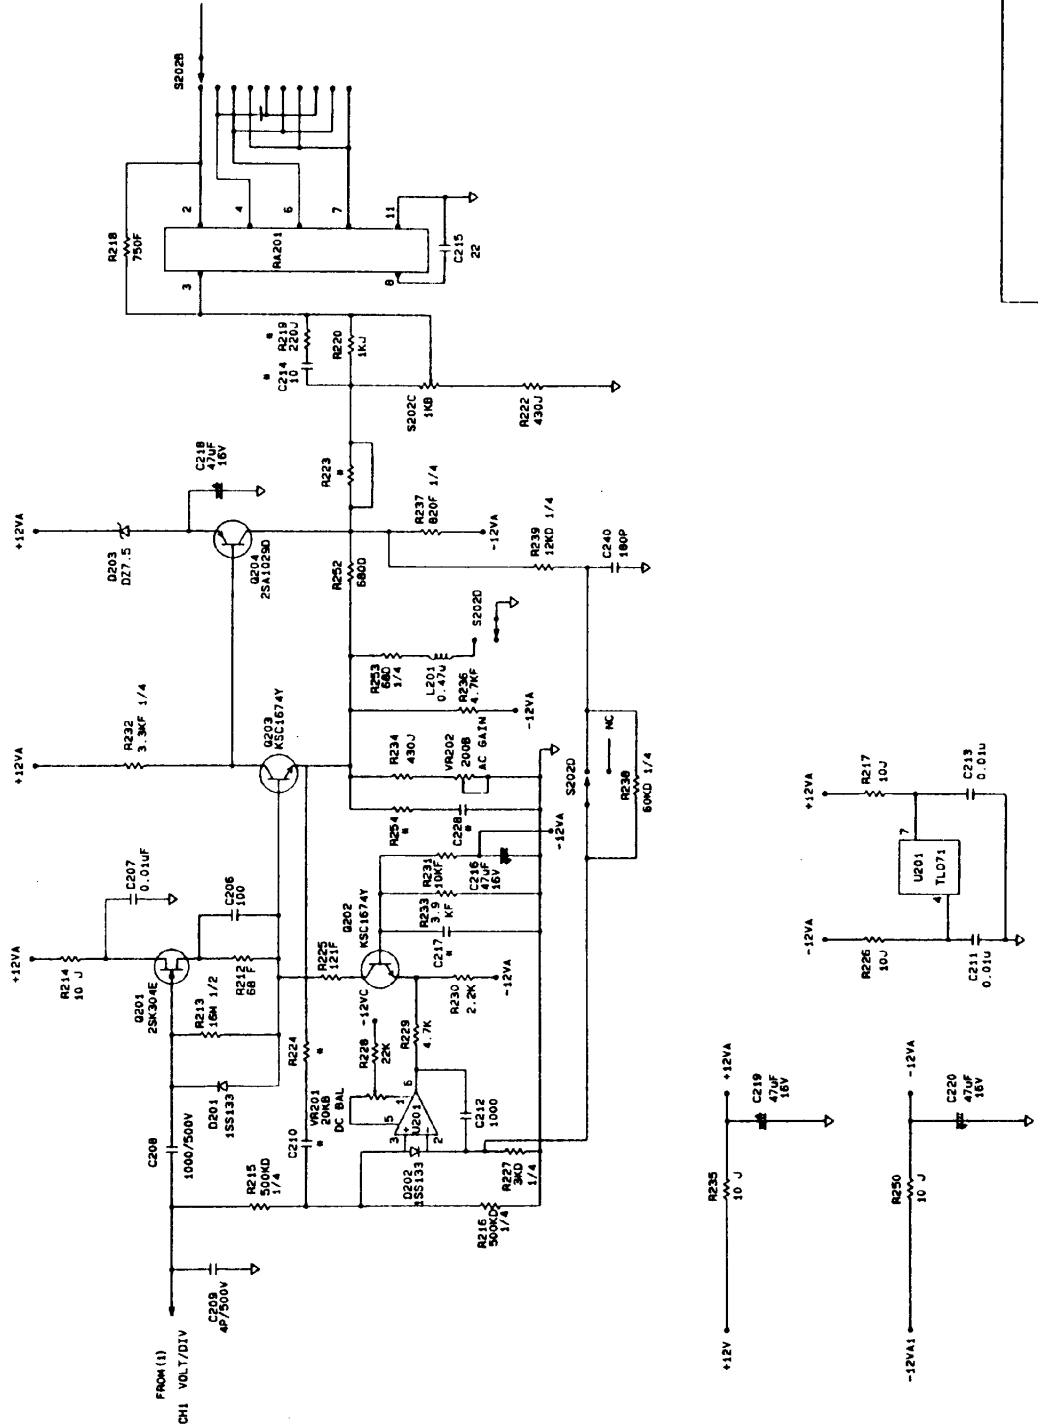 FROM(1)
CH1 VOLT/DIV
C209
4P/500V
C208
1000/500V
R215
500KD
1/4
D201
1SS133
R213
16M 1/2
Q201
2SK304E
+12VA
R214
10 J
C207
0.01uF
R212
68 F
C206
100
C210
*
R224
*
VR201
20KB
DC BAL
R228
22K
-12VC
R225
121F
Q202
KSC1674Y
R229
4.7K
R230
2.2K
-12VA
D202
1SS133
U201
3
2
5
1
6
+
-
C212
1000
R227
3KD
1/4
R216
500KD
1/4
C217
*
R233
3.9
KF
R231
10KF
C216
47uF
16V
-12VA
+12VA
R232
3.3KF 1/4
Q203
KSC1674Y
R254
*
C228
*
R234
430J
VR202
200B
AC GAIN
R236
4.7KF
-12VA
R253
68D
1/4
L201
0.47u
S202D
S202D
NC
R238
60KD 1/4
+12VA
D203
DZ7.5
Q204
2SA1029D
C218
47uF
16V
R252
680D
R237
820F 1/4
-12VA
R239
12KD 1/4
C240
180P
R223
*
*
C214
10
*
R219
220J
R220
1KJ
S202C
1KB
R222
430J
R218
750F
RA201
3
2
4
6
7
8
11
C215
22
S202B
+12V
R235
10 J
+12VA
C219
47uF
16V
-12VA1
R250
10 J
-12VA
C220
47uF
16V
-12VA
R226
10J
C211
0.01u
4
U201
TL071
7
+12VA
R217
10J
C213
0.01u